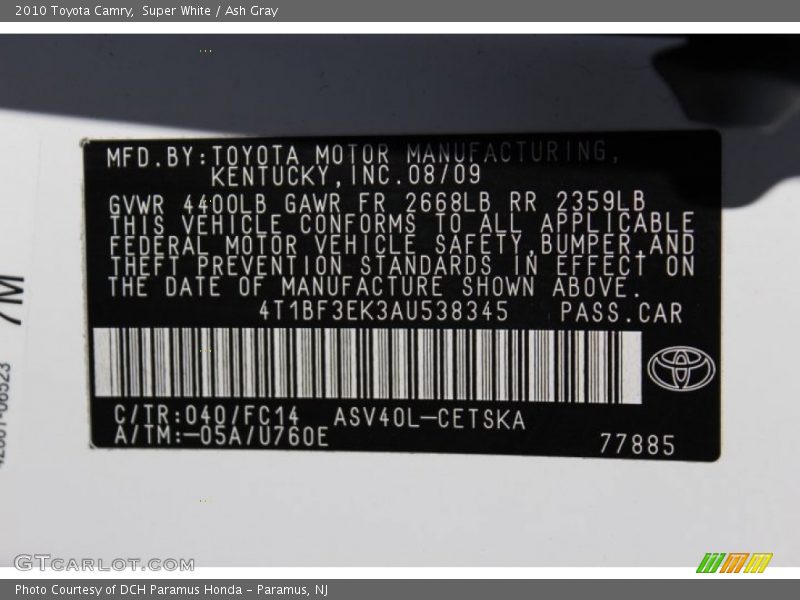 2010 Toyota Camry, Super White / Ash Gray
MFD.BY:TOYOTA MOTOR MANUFACTURING,
KENTUCKY,INC.08/09
GVWR 4400LB GAWR FR 2668LB RR 2359LB
THIS VEHICLE CONFORMS TO ALL APPLICABLE
FEDERAL MOTOR VEHICLE SAFETY,BUMPER,AND
THEFT PREVENTION STANDARDS IN EFFECT ON
THE DATE OF MANUFACTURE SHOWN ABOVE.
4T1BF3EK3AU538345 PASS.CAR
C/TR:040/FC14 ASV40L-CETSKA
A/TM:-05A/U760E
77885
7M
GTCARLOT.COM
Photo Courtesy of DCH Paramus Honda - Paramus, NJ